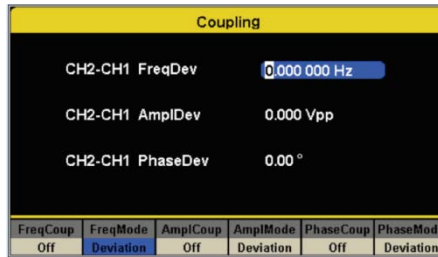 Coupling
CH2-CH1 FreqDev 0.000 000 Hz
CH2-CH1 AmplDev 0.000 Vpp
CH2-CH1 PhaseDev 0.00 °
FreqCoup FreqMode AmplCoup AmplMode PhaseCoup PhaseMod
Off Deviation Off Deviation Off Deviation